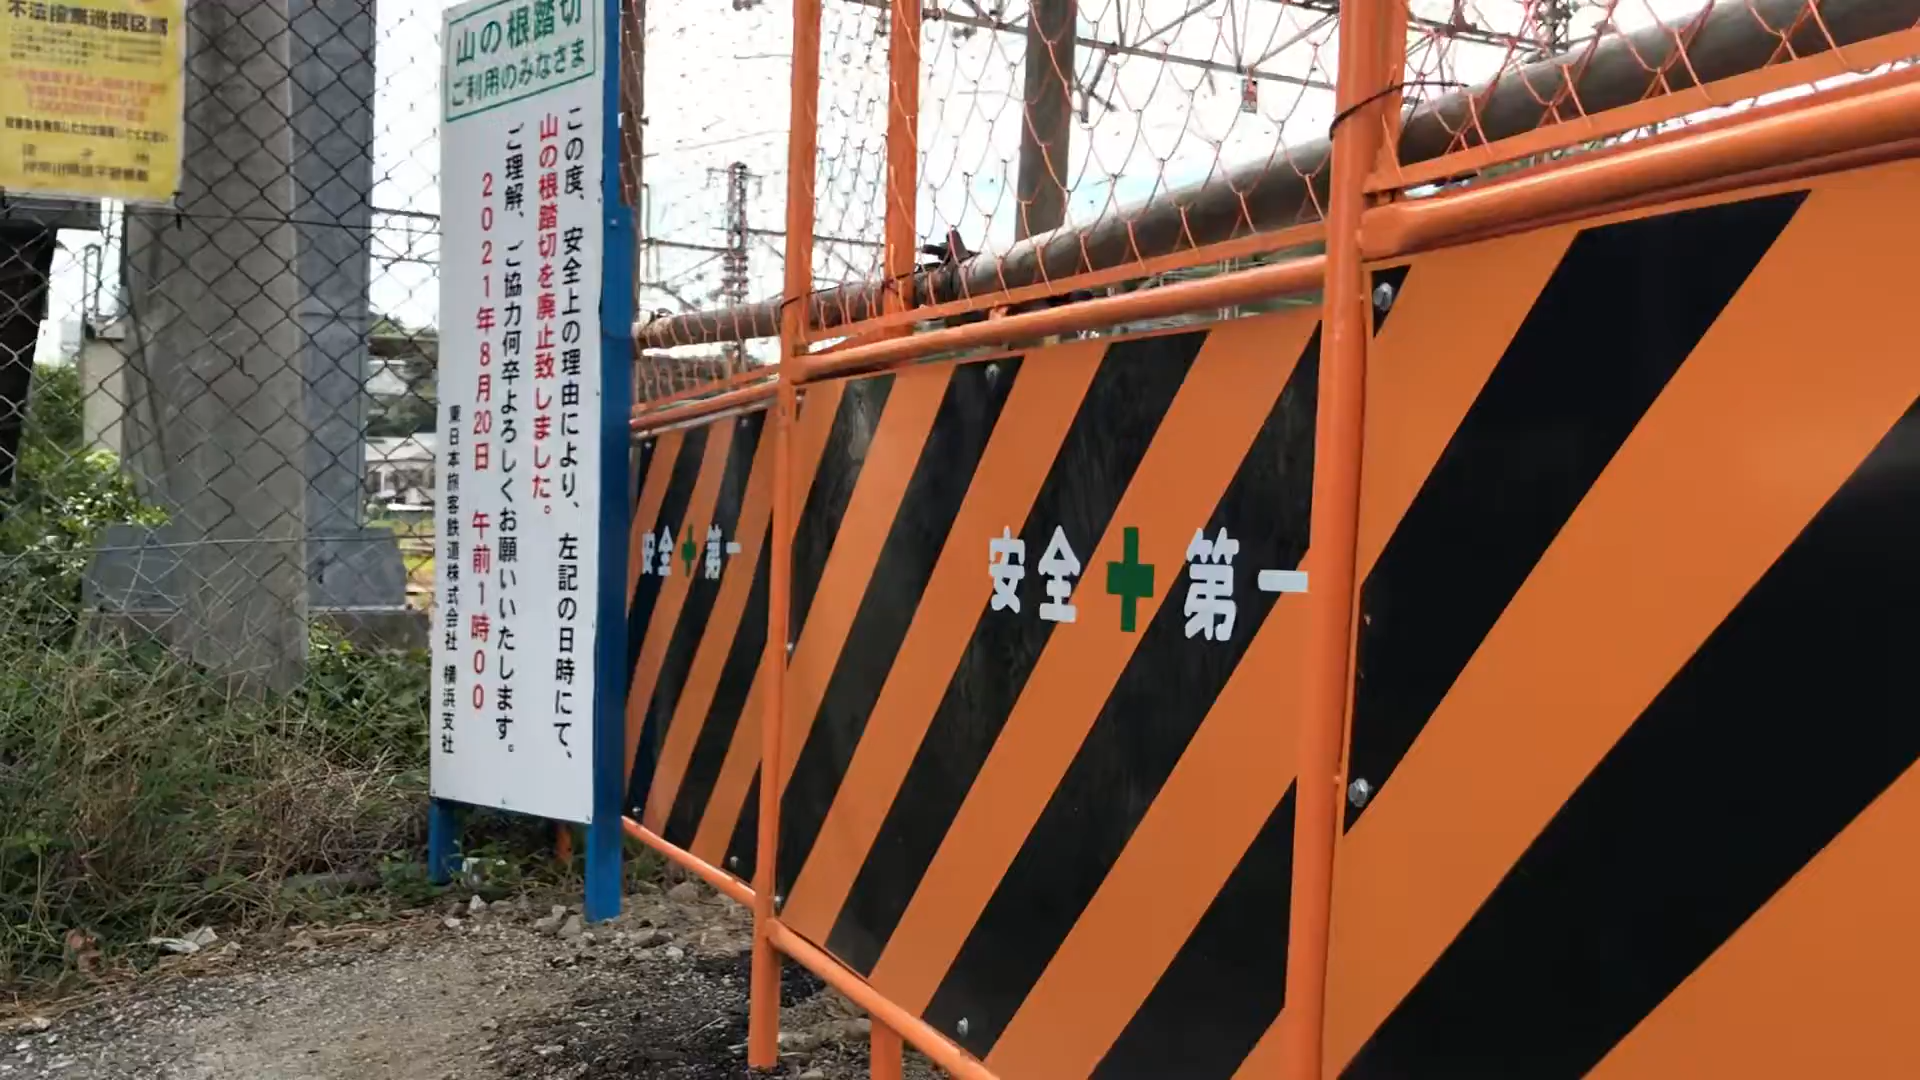 山の根踏切
ご利用のみなさま
この度、安全上の理由により、左記の日時にて、
山の根踏切を廃止致しました。
ご理解、ご協力何卒よろしくお願いいたします。
2021年8月20日 午前1時00
東日本旅客鉄道株式会社 横浜支社
安全+第一
安全+第一